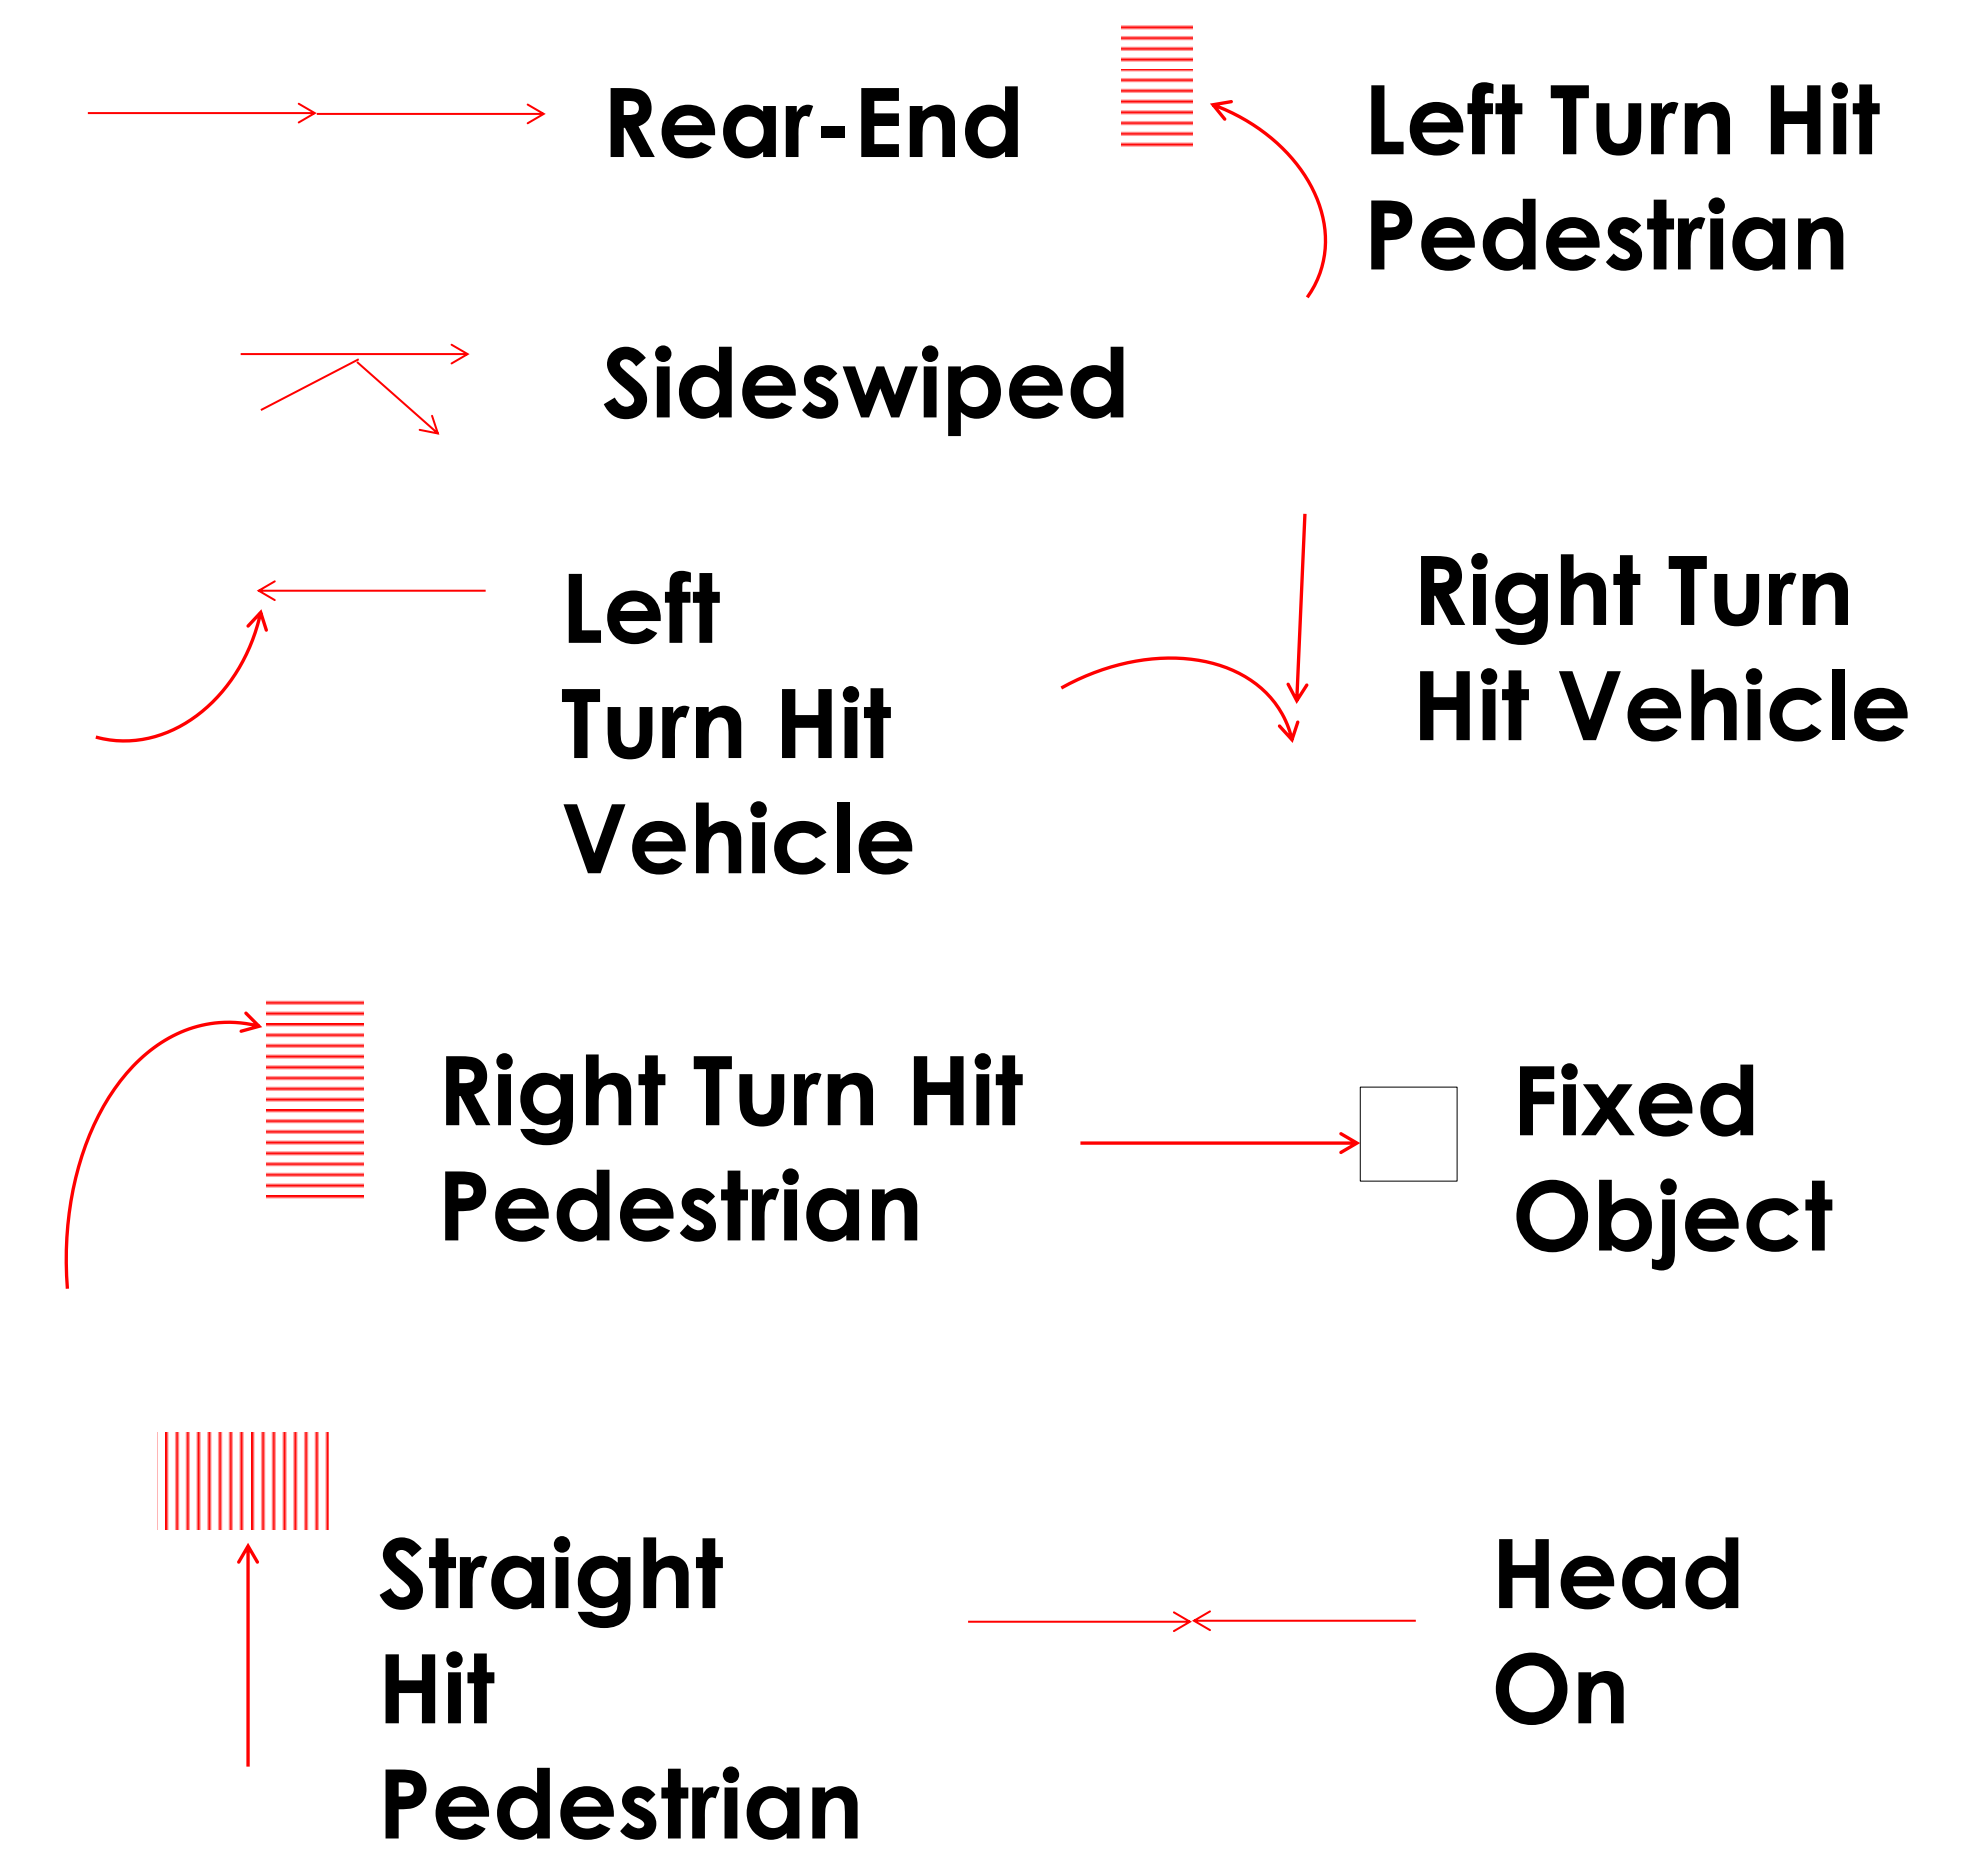 Rear-End
Left Turn Hit
Pedestrian
Sideswiped
Left
Turn Hit
Vehicle
Right Turn
Hit Vehicle
Right Turn Hit
Pedestrian
Fixed
Object
Straight
Hit
Pedestrian
Head
On